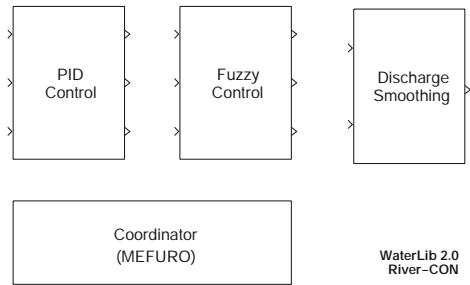 PID
Control
Fuzzy
Control
Discharge
Smoothing
Coordinator
(MEFURO)
WaterLib 2.0
River−CON